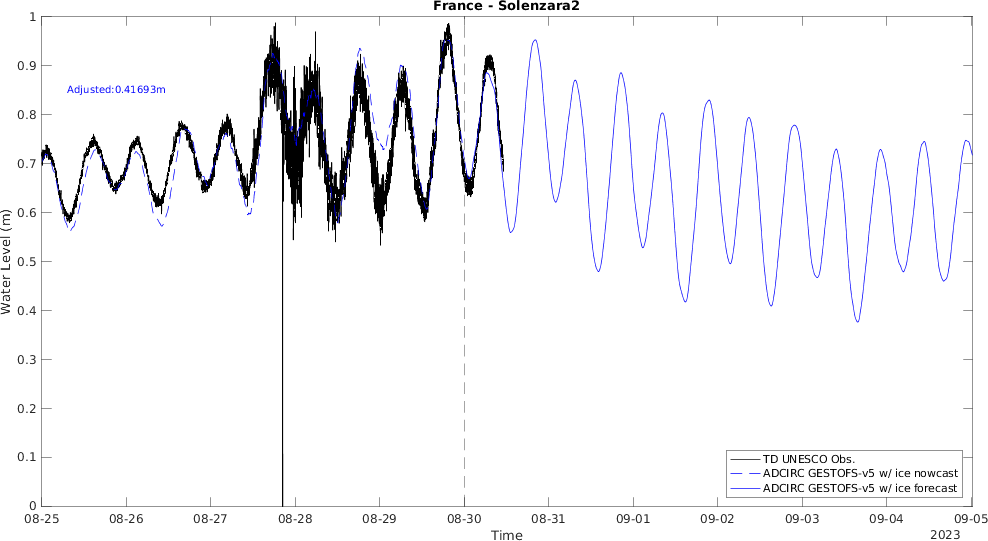 France - Solenzara2
1
0.9
Adjusted:0.41693m
0.8
0.7
0.6
Water Level (m)
0.5
0.4
0.3
0.2
0.1
0
TD UNESCO Obs.
ADCIRC GESTOFS-v5 w/ ice nowcast
ADCIRC GESTOFS-v5 w/ ice forecast
08-25 08-26 08-27 08-28 08-29 08-30 08-31 09-01 09-02 09-03 09-04 09-05
Time
2023